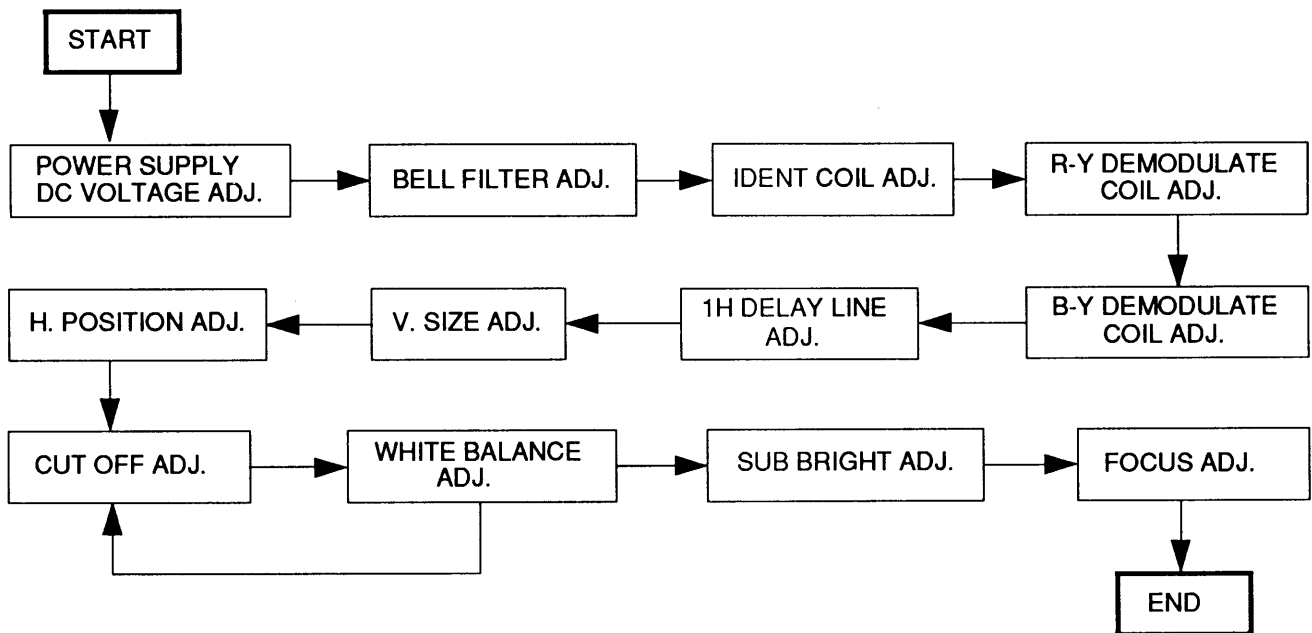 START
POWER SUPPLY
DC VOLTAGE ADJ.
BELL FILTER ADJ.
IDENT COIL ADJ.
R-Y DEMODULATE
COIL ADJ.
B-Y DEMODULATE
COIL ADJ.
1H DELAY LINE
ADJ.
V. SIZE ADJ.
H. POSITION ADJ.
CUT OFF ADJ.
WHITE BALANCE
ADJ.
SUB BRIGHT ADJ.
FOCUS ADJ.
END